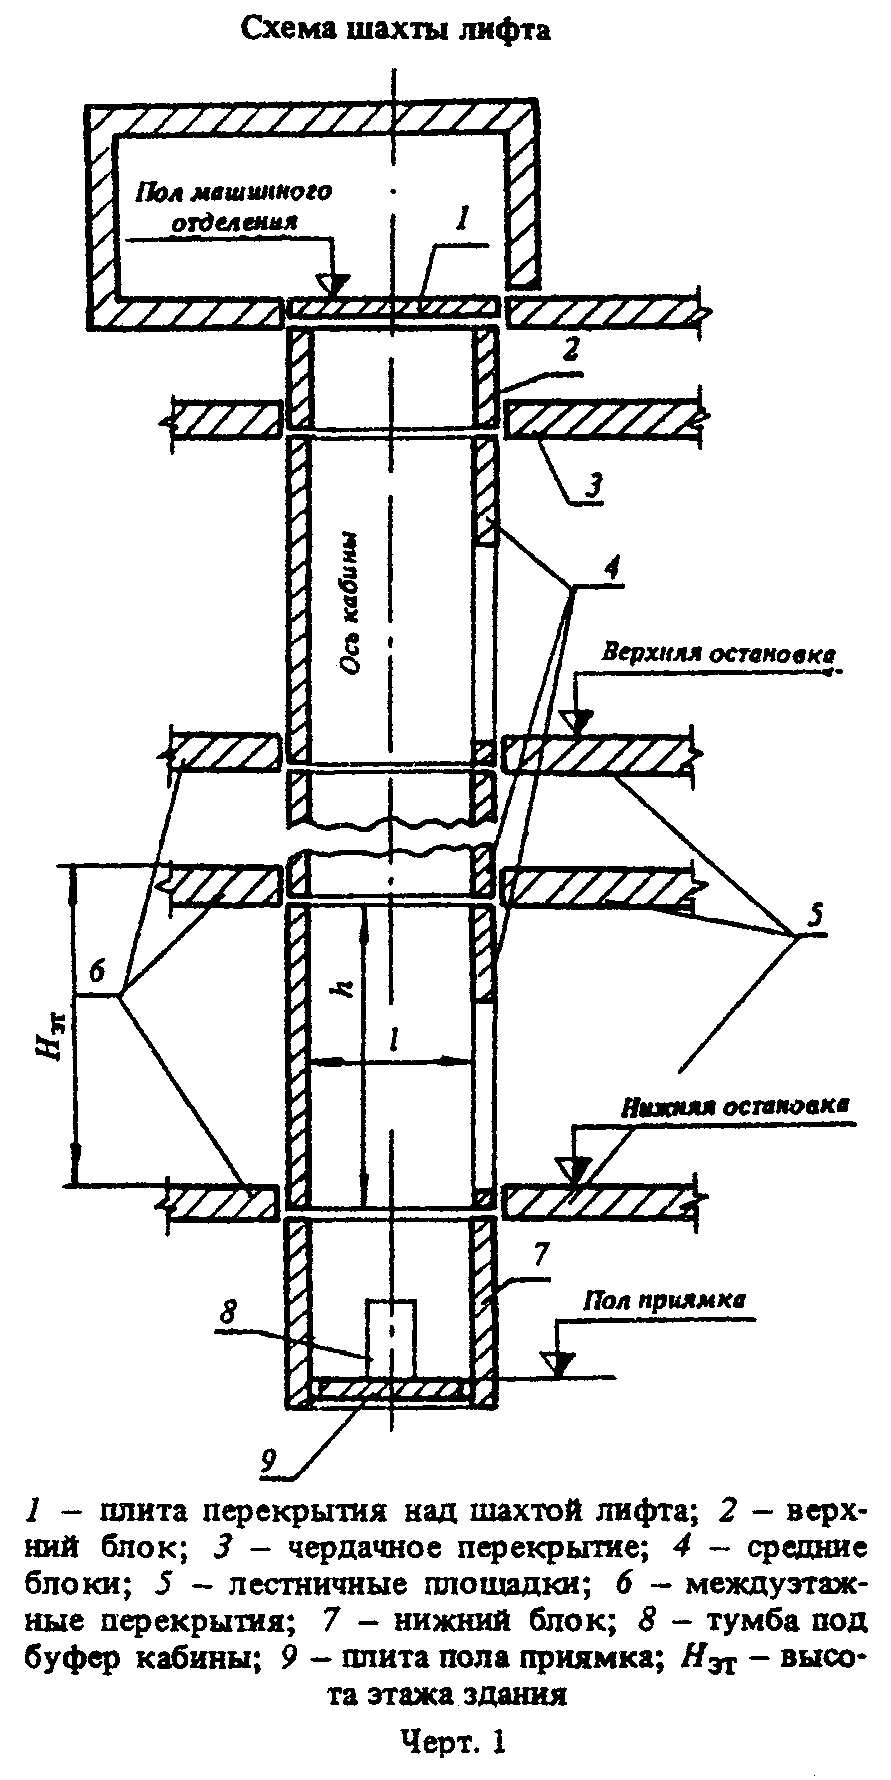 Схема шахты лифта
Пол машинного
отделения
1
2
3
Ось кабины
4
Верхняя остановка
5
6
h
Hэт
l
Нижняя остановка
7
8
Пол приямка
9
1 – плита перекрытия над шахтой лифта; 2 – верх-
ний блок; 3 – чердачное перекрытие; 4 – средние
блоки; 5 – лестничные площадки; 6 – междуэтаж-
ные перекрытия; 7 – нижний блок; 8 – тумба под
буфер кабины; 9 – плита пола приямка; Hэт – высо-
та этажа здания
Черт. 1